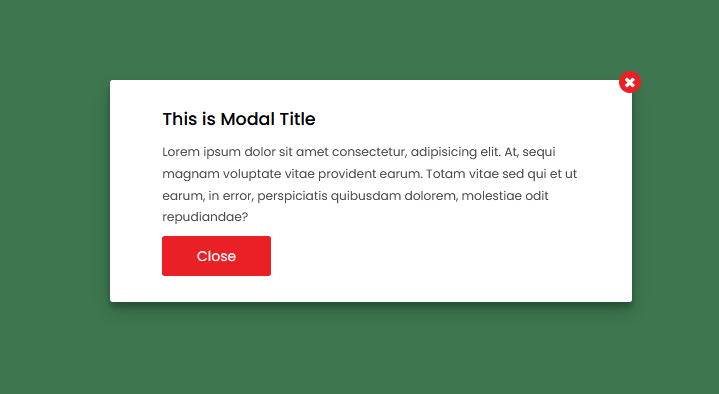 This is Modal Title
Lorem ipsum dolor sit amet consectetur, adipisicing elit. At, sequi
magnam voluptate vitae provident earum. Totam vitae sed qui et ut
earum, in error, perspiciatis quibusdam dolorem, molestiae odit
repudiandae?
Close